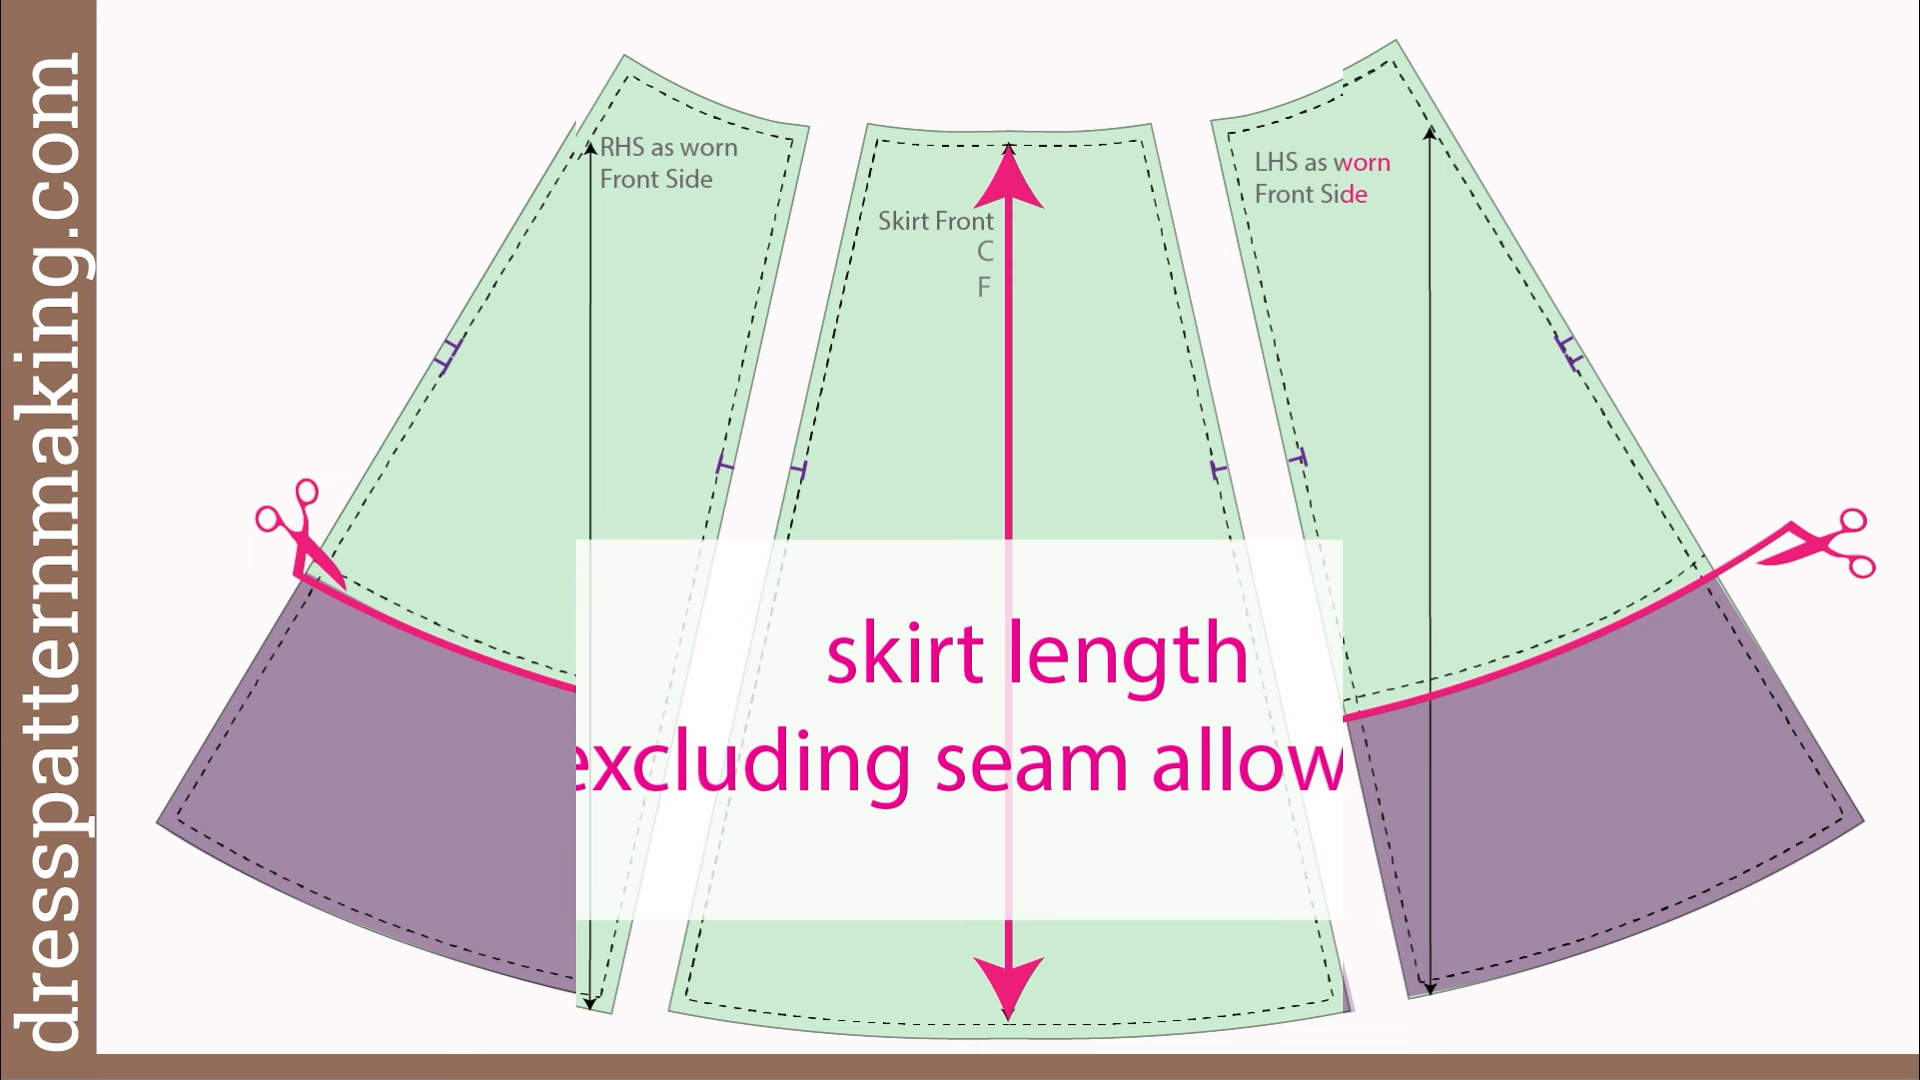 dresspatternmaking.com
RHS as worn
Front Side
Skirt Front
C
F
LHS as worn
Front Side
skirt length
excluding seam allow